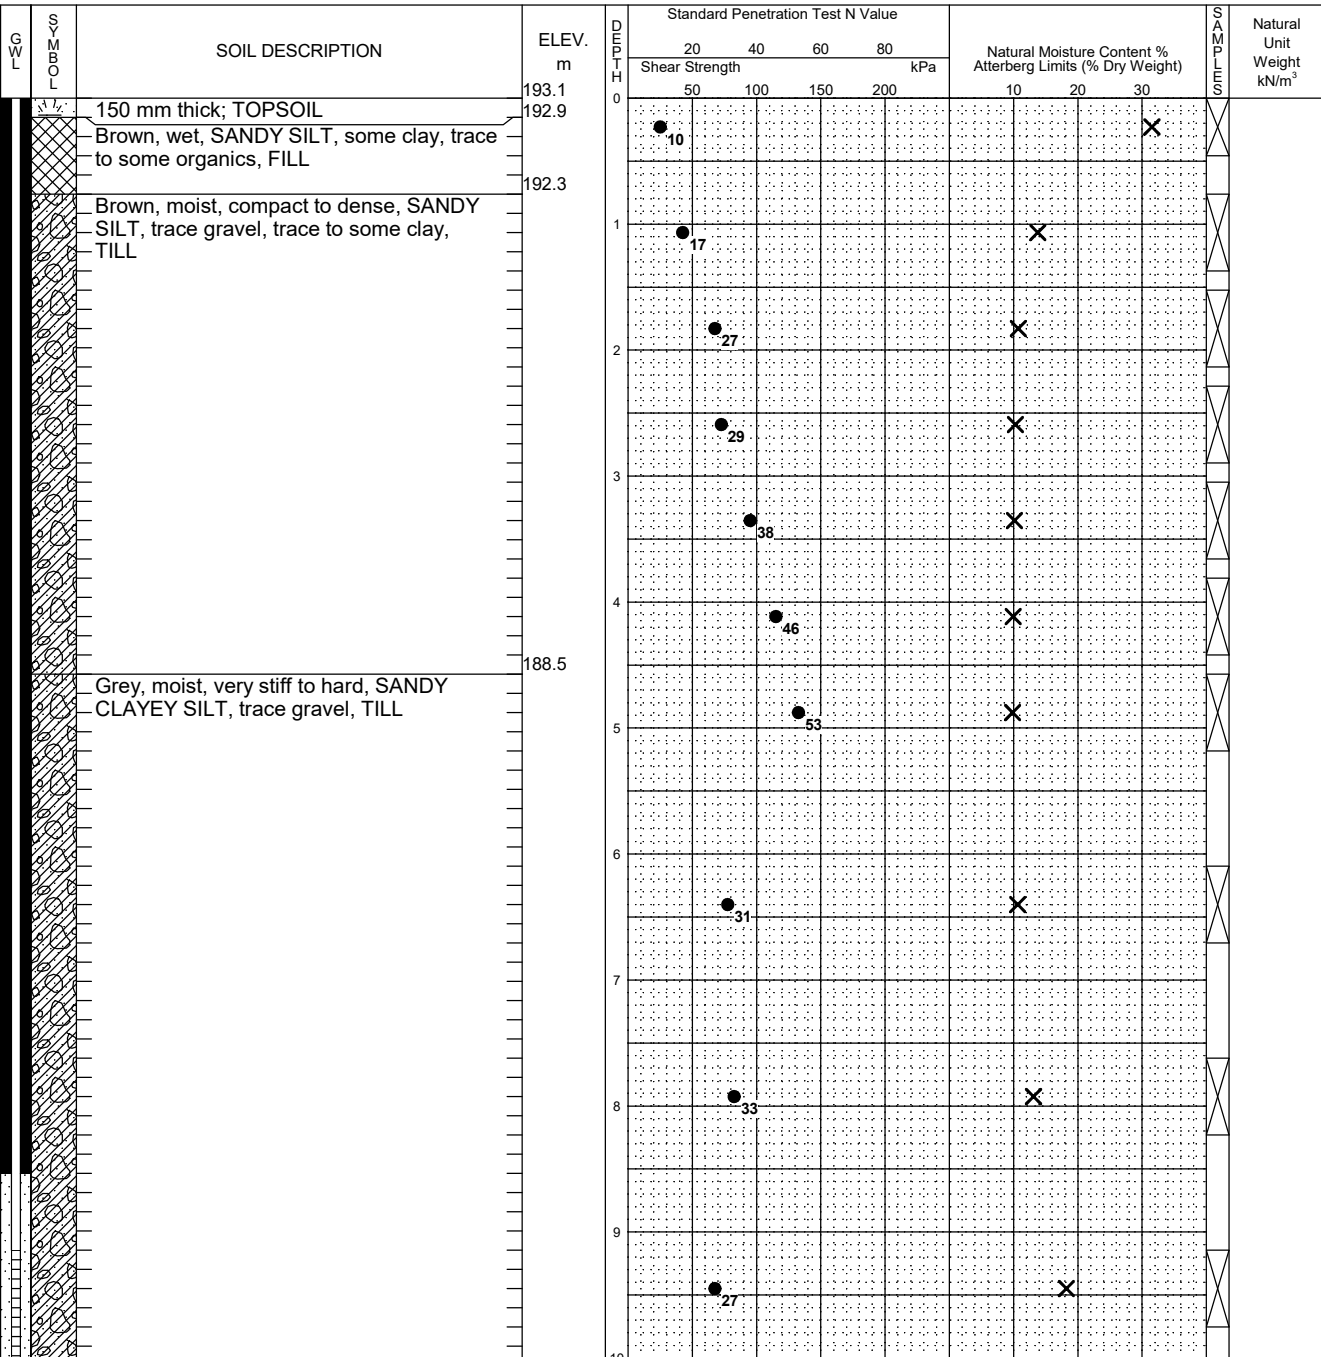 GWL
SYMBOL
SOIL DESCRIPTION
ELEV.
m
DEPTH
Standard Penetration Test N Value
20 40 60 80
Shear Strength kPa
50 100 150 200
Natural Moisture Content %
Atterberg Limits (% Dry Weight)
10 20 30
SAMPLES
Natural
Unit
Weight
kN/m³
193.1
0
150 mm thick; TOPSOIL
192.9
Brown, wet, SANDY SILT, some clay, trace
to some organics, FILL
10
192.3
Brown, moist, compact to dense, SANDY
SILT, trace gravel, trace to some clay,
TILL
1
17
27
2
29
3
38
4
46
188.5
Grey, moist, very stiff to hard, SANDY
CLAYEY SILT, trace gravel, TILL
53
5
6
31
7
8
33
9
27
10